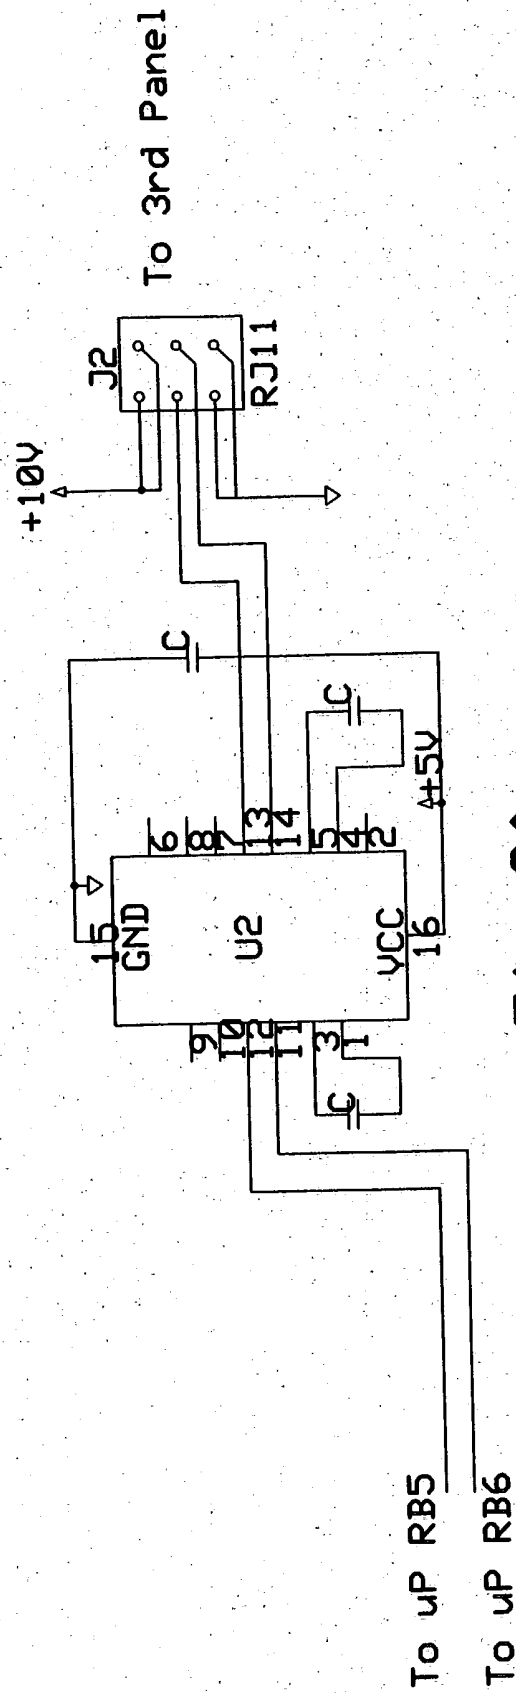 To 3rd Panel
J2
RJ11
+10V
C
C
+5V
6
8
7
13
14
5
4
2
15
GND
U2
VCC
16
9
10
12
11
3
1
C
To uP RB5
To uP RB6